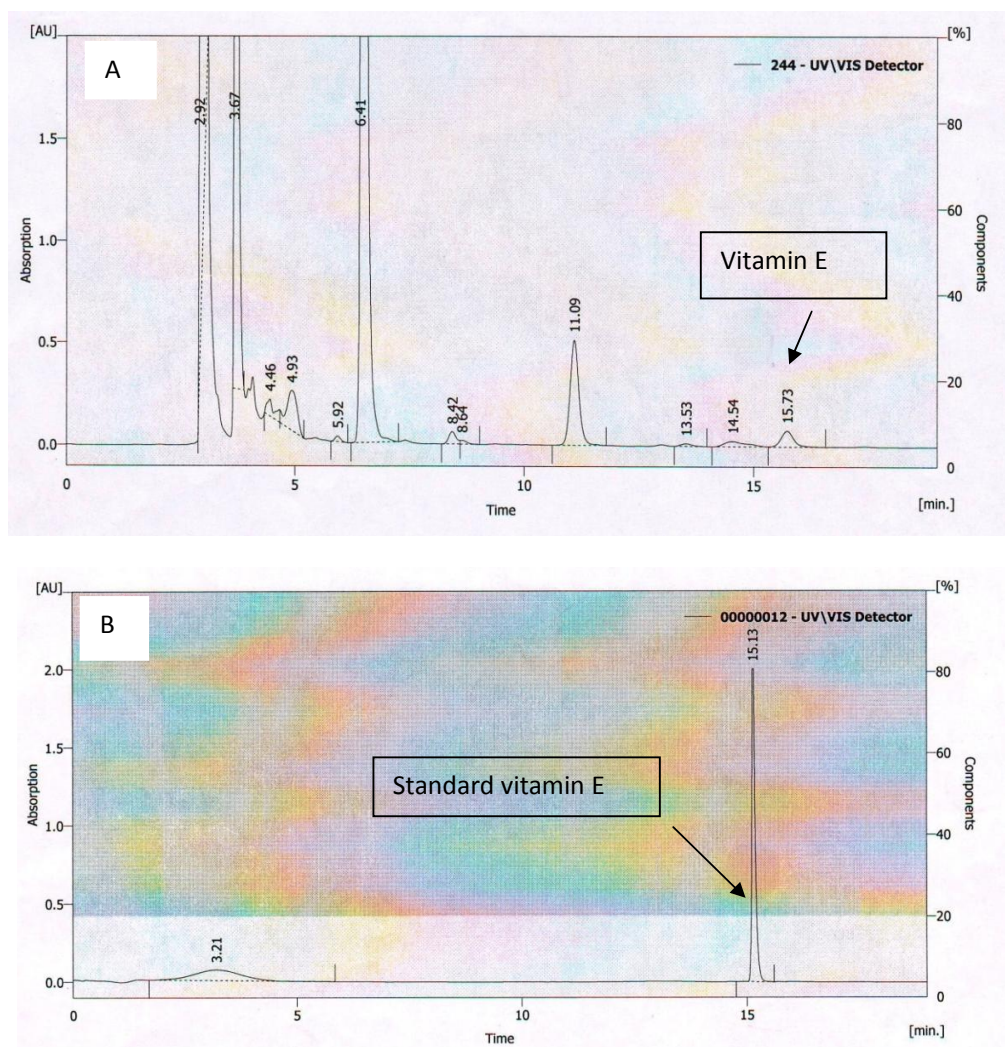 [AU]
[%]
A
244 - UV\VIS Detector
2.92
3.67
6.41
80
1.5
60
Absorption
1.0
Vitamin E
Components
40
11.09
0.5
4.46
4.93
20
5.92
8.42
8.64
13.53
14.54
15.73
0.0
0
0
5
10
15
Time
[min.]
[AU]
[%]
B
00000012 - UV\VIS Detector
15.13
2.0
80
1.5
60
Standard vitamin E
Absorption
Components
1.0
40
0.5
20
3.21
0.0
0
0
5
10
15
Time
[min.]